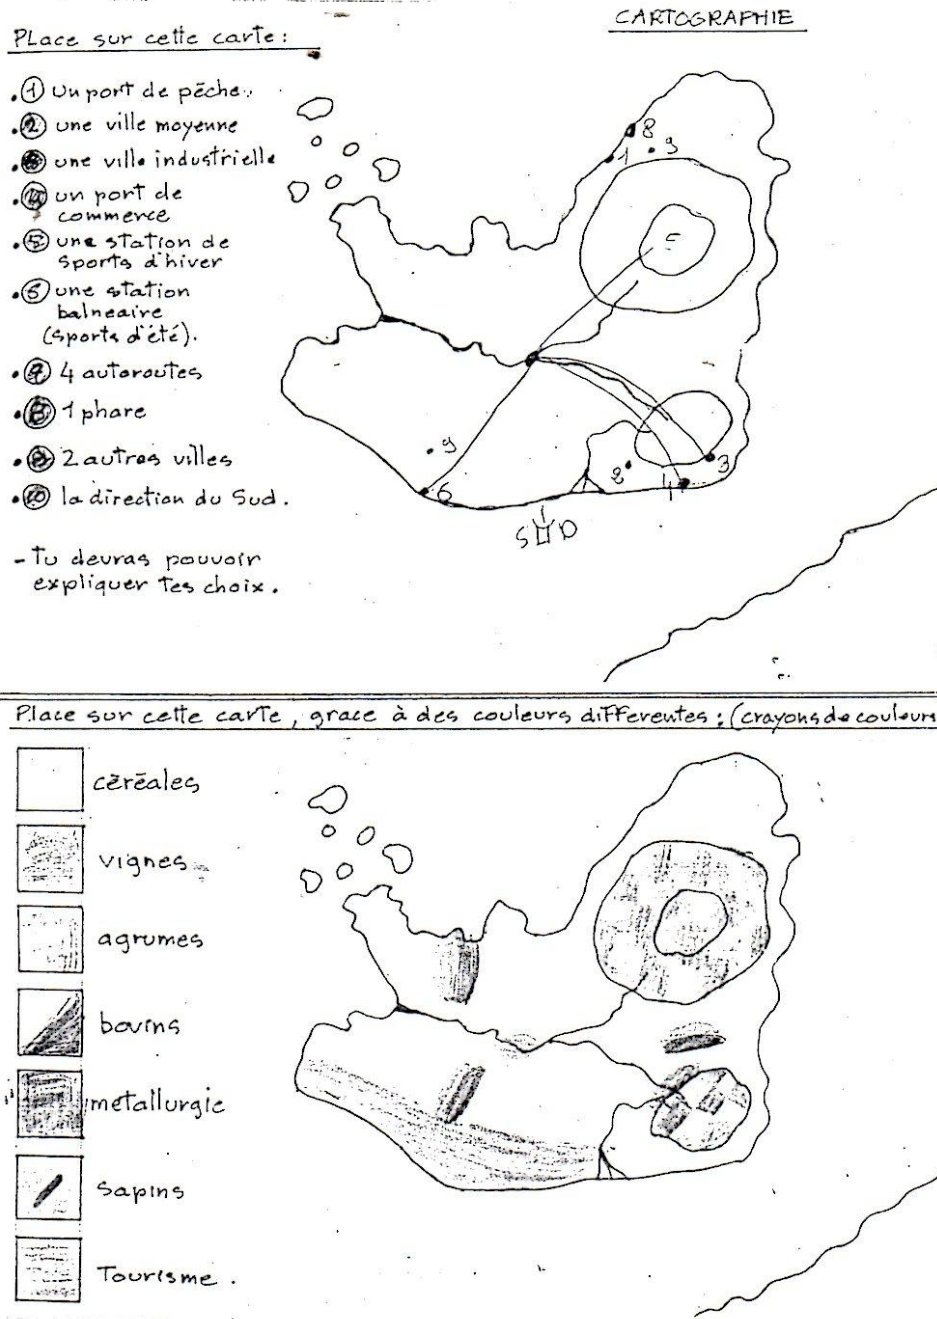 CARTOGRAPHIE
Place sur cette carte :
① un port de pêche.
② une ville moyenne
③ une ville industrielle
④ un port de
commerce
⑤ une station de
sports d'hiver
⑥ une station
balneaire
(sports d'été).
⑦ 4 autoroutes
⑧ 1 phare
⑨ 2 autres villes
⑩ la direction du Sud.
- Tu devras pouvoir
expliquer tes choix.
8
1
9
5
9
6
2
3
4
SUD
Place sur cette carte, grace à des couleurs differentes : (crayons de couleurs
céréales
vignes
agrumes
bovins
métallurgie
sapins
Tourisme.